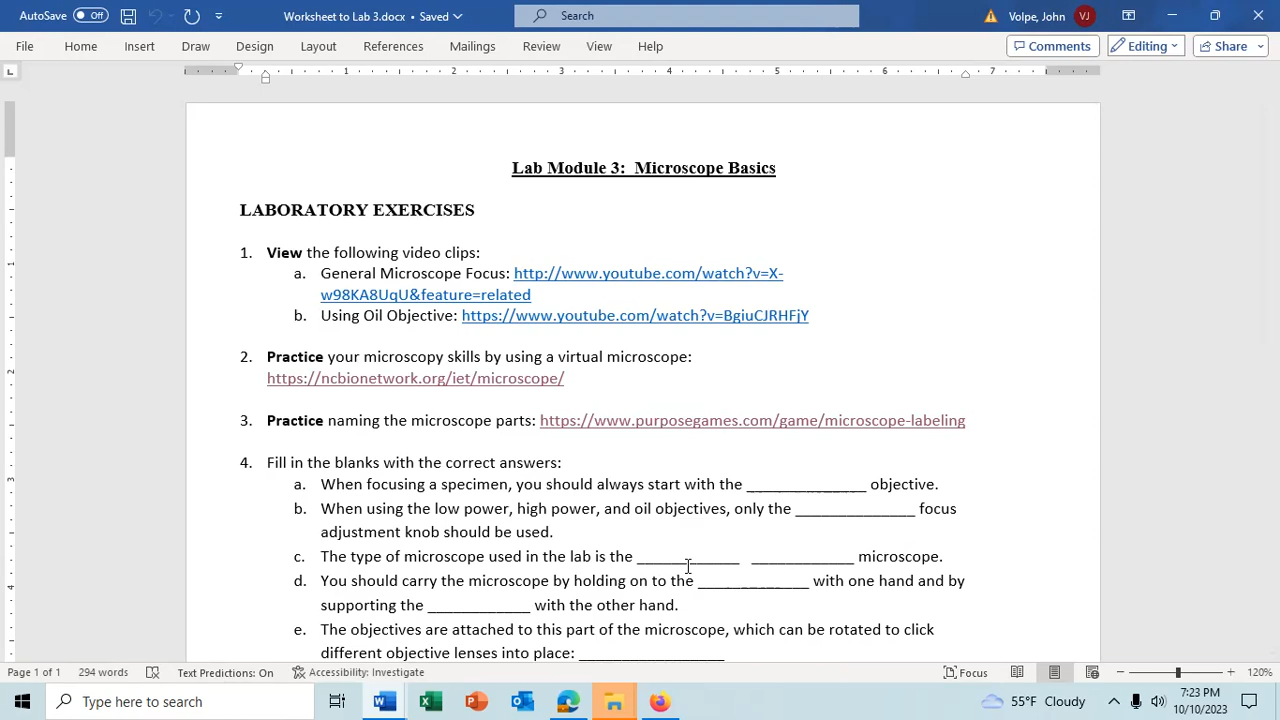 AutoSave On Worksheet to Lab 3.docx • Saved Search Volpe, John VJ
File Home Insert Draw Design Layout References Mailings Review View Help Comments Editing Share
1 2 3 4 5 6 7
Lab Module 3: Microscope Basics
LABORATORY EXERCISES
1. View the following video clips:
a. General Microscope Focus: http://www.youtube.com/watch?v=X-
w98KA8UqU&feature=related
b. Using Oil Objective: https://www.youtube.com/watch?v=BgiuCJRHFjY
2. Practice your microscopy skills by using a virtual microscope:
https://ncbionetwork.org/iet/microscope/
3. Practice naming the microscope parts: https://www.purposegames.com/game/microscope-labeling
4. Fill in the blanks with the correct answers:
a. When focusing a specimen, you should always start with the ______________ objective.
b. When using the low power, high power, and oil objectives, only the ______________ focus
adjustment knob should be used.
c. The type of microscope used in the lab is the ____________ ____________ microscope.
d. You should carry the microscope by holding on to the _____________ with one hand and by
supporting the ____________ with the other hand.
e. The objectives are attached to this part of the microscope, which can be rotated to click
different objective lenses into place: _________________
Page 1 of 1 294 words Text Predictions: On Accessibility: Investigate Focus 120%
Type here to search 55°F Cloudy 7:23 PM
10/10/2023